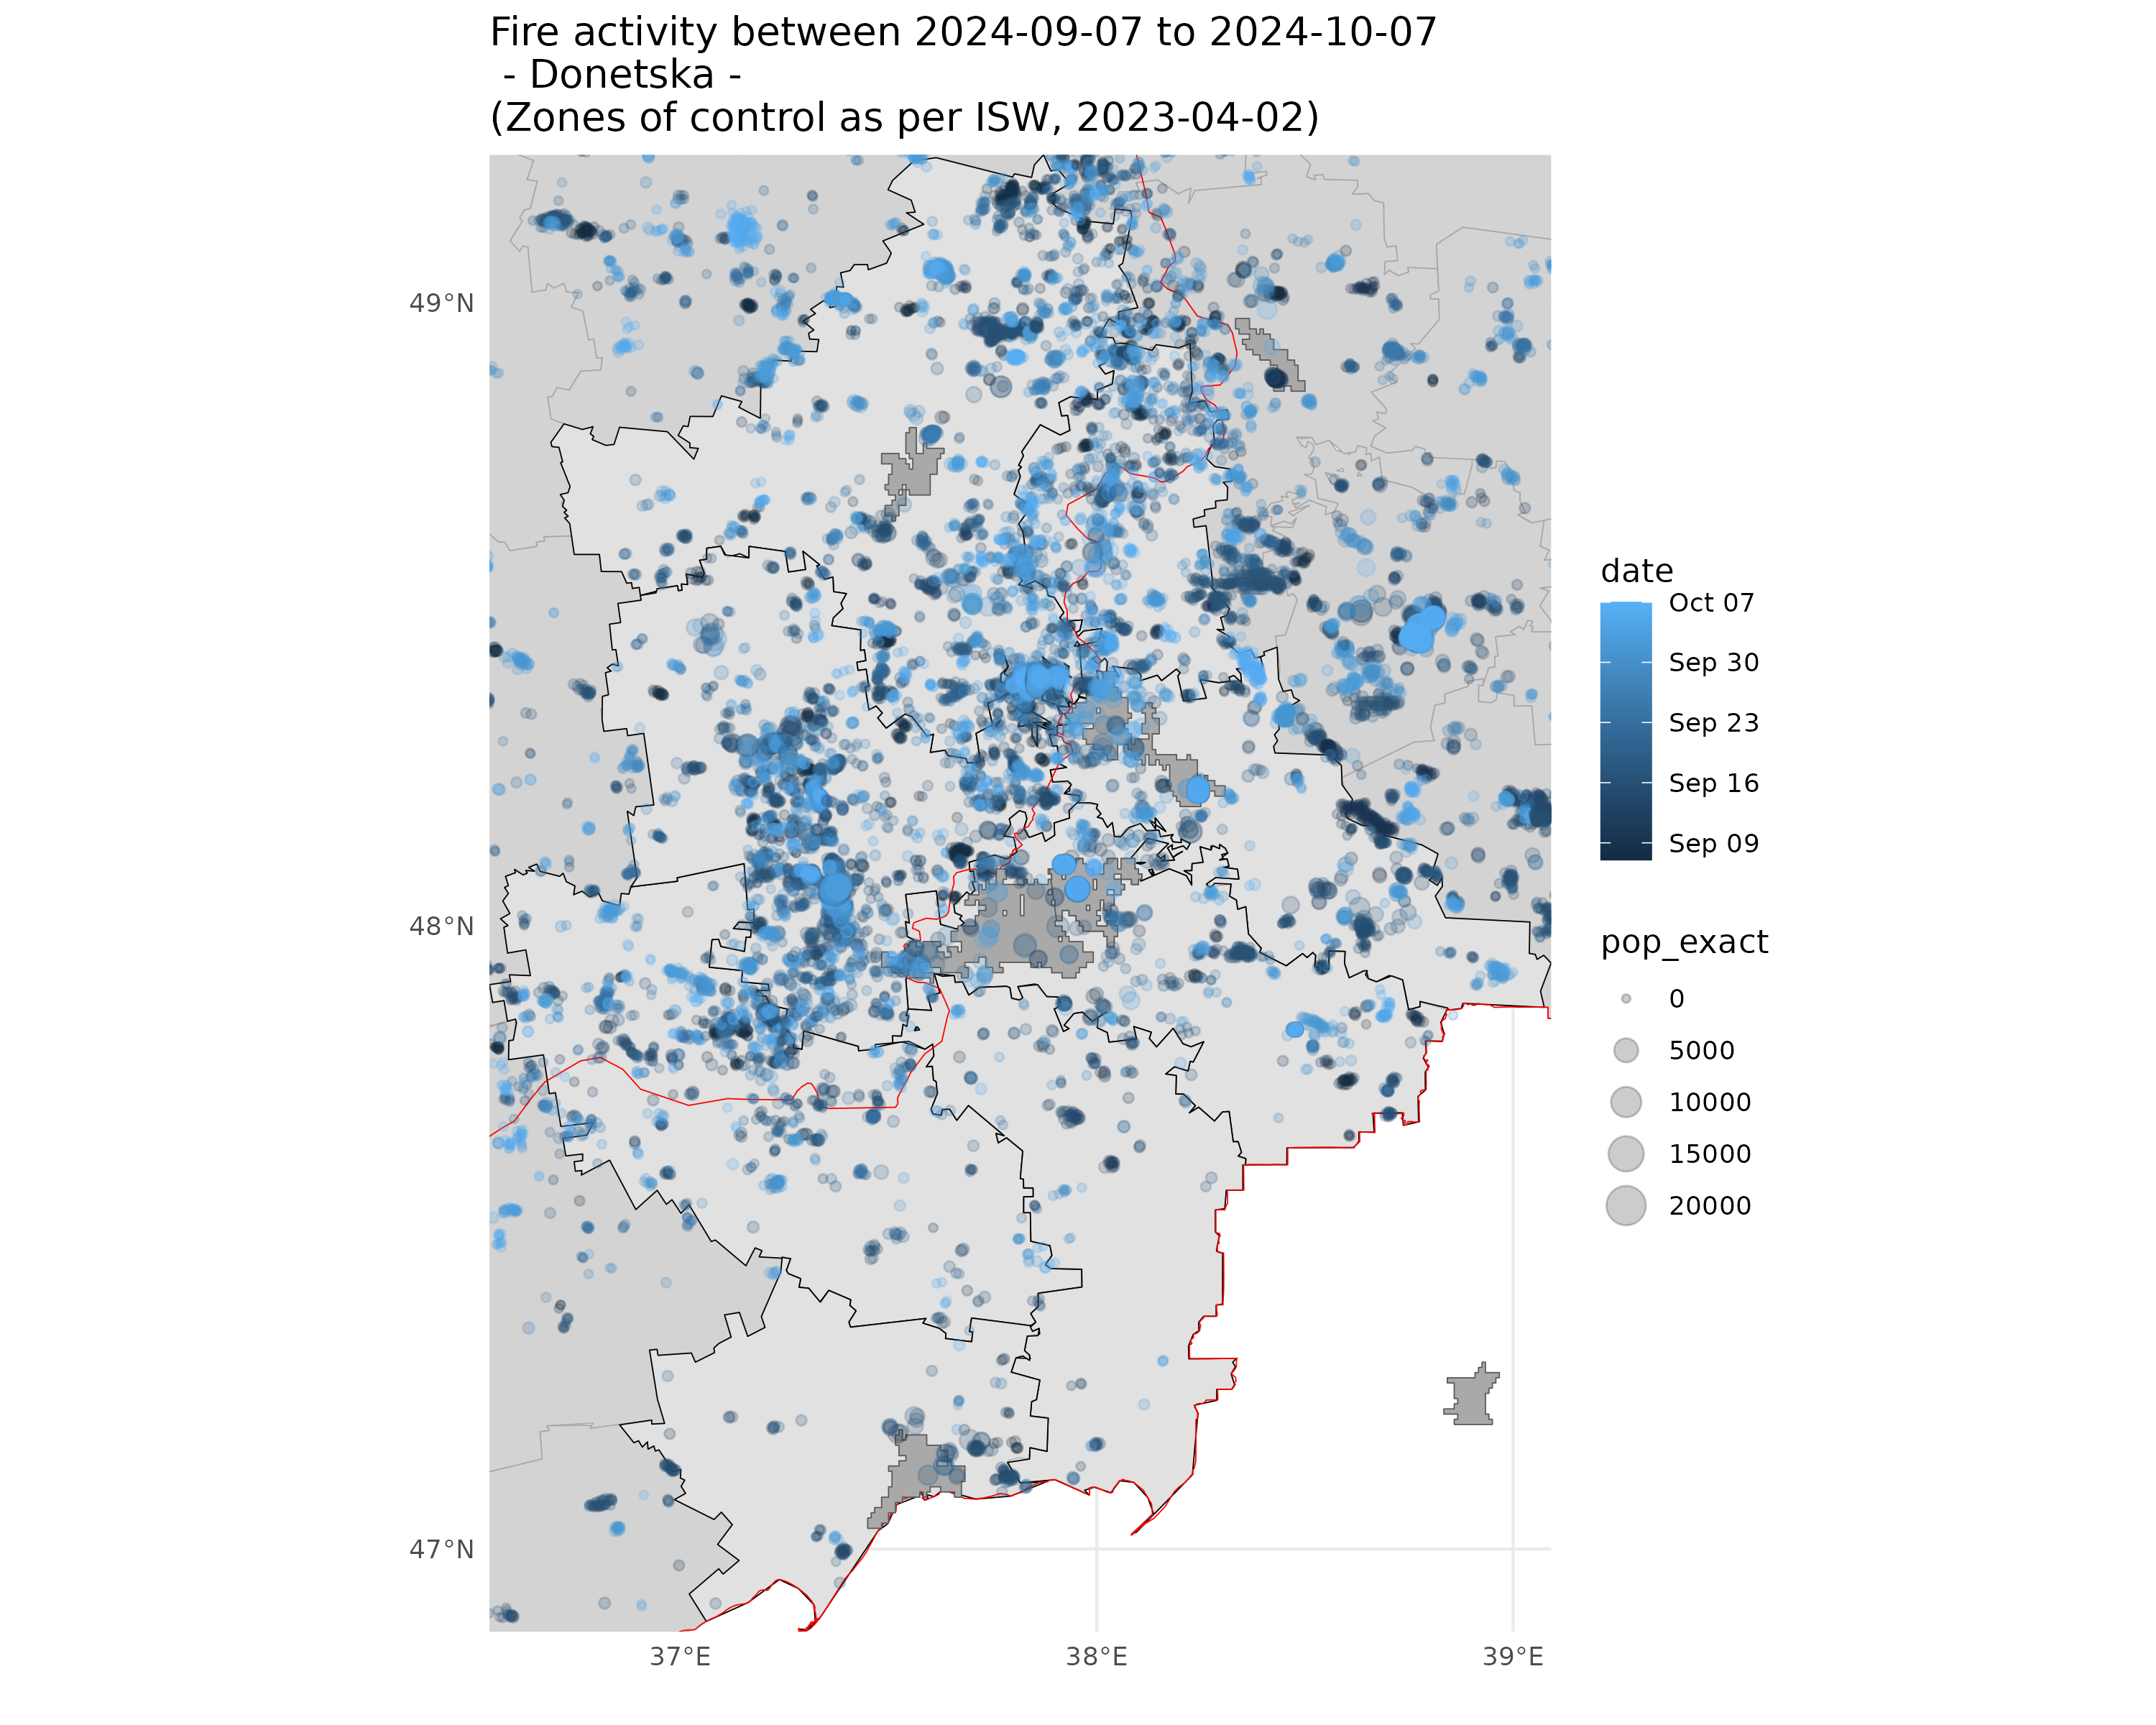 Fire activity between 2024-09-07 to 2024-10-07
- Donetska -
(Zones of control as per ISW, 2023-04-02)
49°N
48°N
47°N
37°E
38°E
39°E
date
Oct 07
Sep 30
Sep 23
Sep 16
Sep 09
pop_exact
0
5000
10000
15000
20000